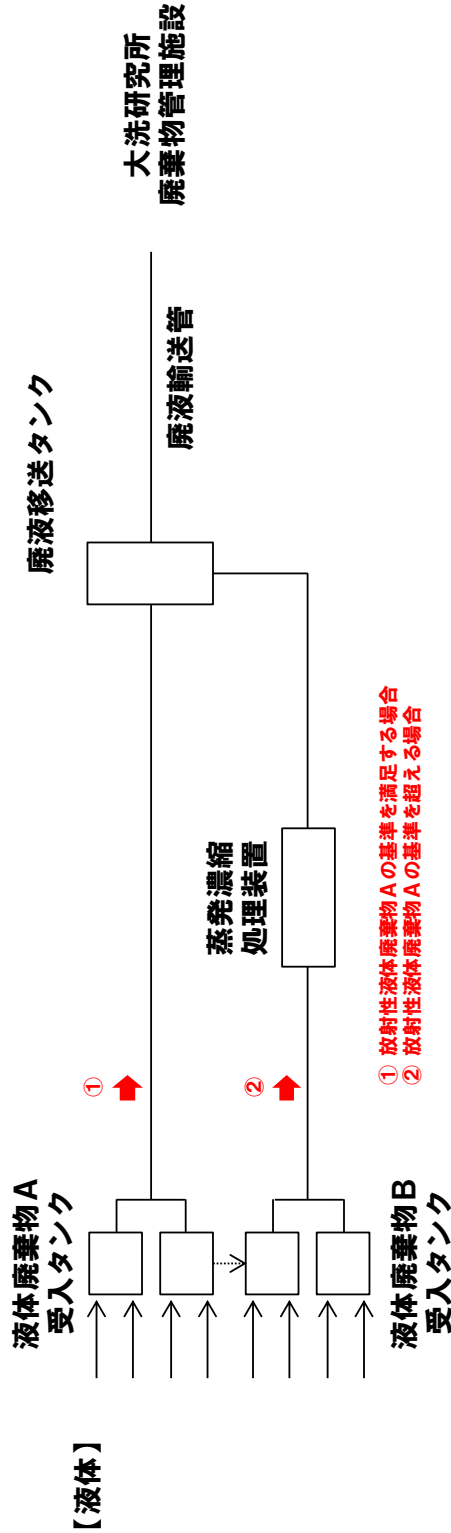 【液体】
液体廃棄物A
受入タンク
①
②
液体廃棄物B
受入タンク
蒸発濃縮
処理装置
廃液移送タンク
廃液輸送管
大洗研究所
廃棄物管理施設
① 放射性液体廃棄物Aの基準を満足する場合
② 放射性液体廃棄物Aの基準を超える場合